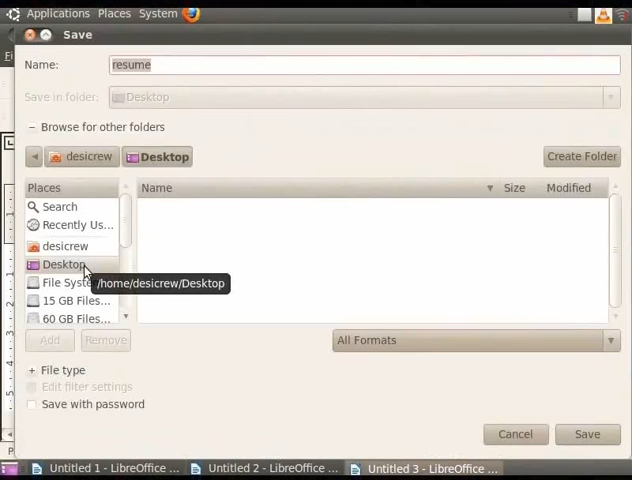 Applications Places System
Save
Name: resume
Save in folder: Desktop
Browse for other folders
desicrew Desktop Create Folder
Places Name Size Modified
Search
Recently Us...
desicrew
Desktop
File Syste
/home/desicrew/Desktop
15 GB Files...
60 GB Files...
Add Remove All Formats
File type
Edit filter settings
Save with password
Cancel Save
Untitled 1 - LibreOffice ... Untitled 2 - LibreOffice ... Untitled 3 - LibreOffice ...